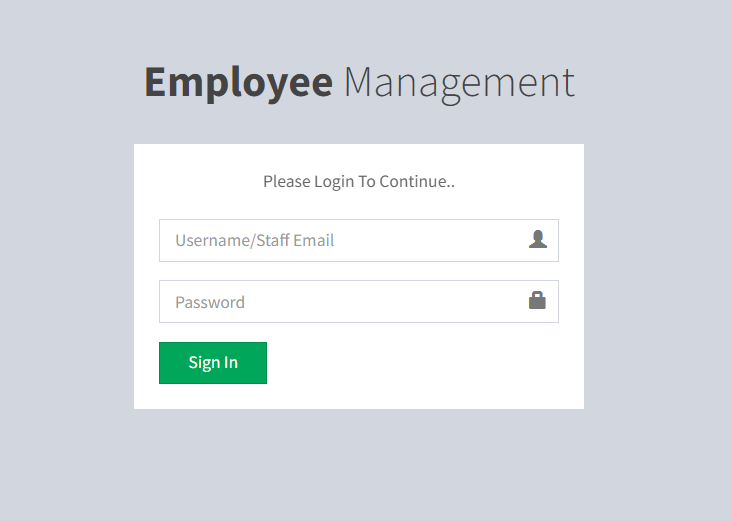 Employee Management
Please Login To Continue..
Username/Staff Email
Password
Sign In